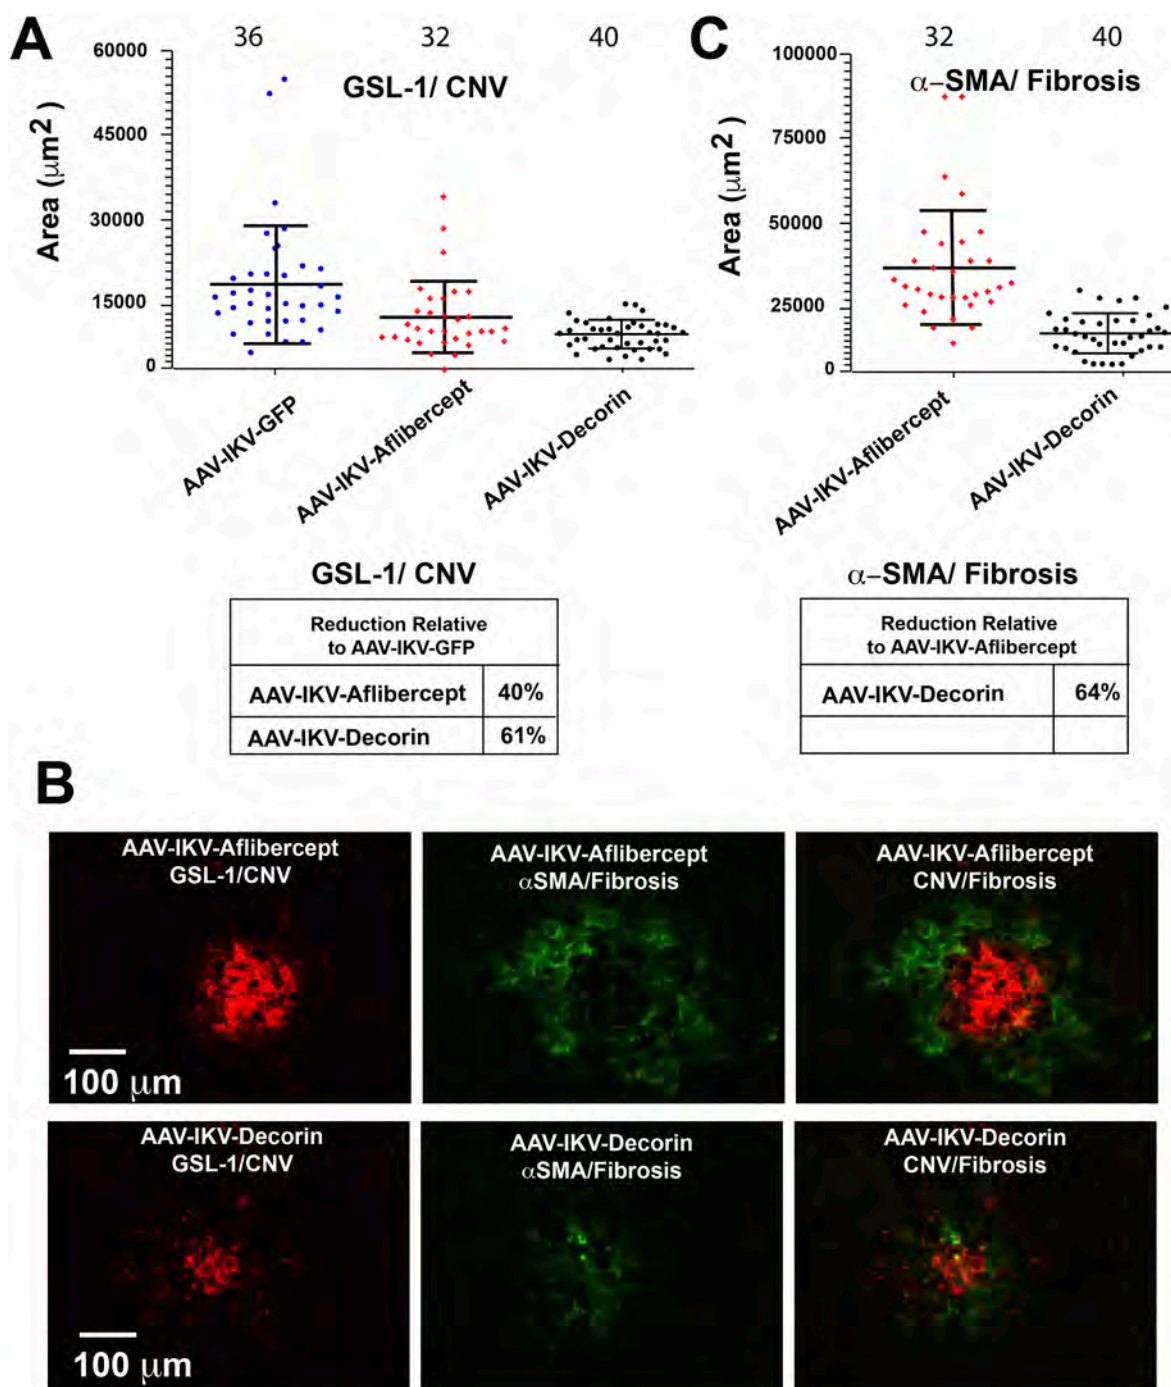 A
36
32
40
GSL-1/ CNV
Area (μm²)
60000
45000
30000
15000
0
AAV-IKV-GFP
AAV-IKV-Aflibercept
AAV-IKV-Decorin
C
32
40
α–SMA/ Fibrosis
Area (μm²)
100000
75000
50000
25000
0
AAV-IKV-Aflibercept
AAV-IKV-Decorin
GSL-1/ CNV
Reduction Relative
to AAV-IKV-GFP
AAV-IKV-Aflibercept 40%
AAV-IKV-Decorin 61%
α–SMA/ Fibrosis
Reduction Relative
to AAV-IKV-Aflibercept
AAV-IKV-Decorin 64%
B
AAV-IKV-Aflibercept
GSL-1/CNV
100 μm
AAV-IKV-Aflibercept
αSMA/Fibrosis
AAV-IKV-Aflibercept
CNV/Fibrosis
AAV-IKV-Decorin
GSL-1/CNV
100 μm
AAV-IKV-Decorin
αSMA/Fibrosis
AAV-IKV-Decorin
CNV/Fibrosis